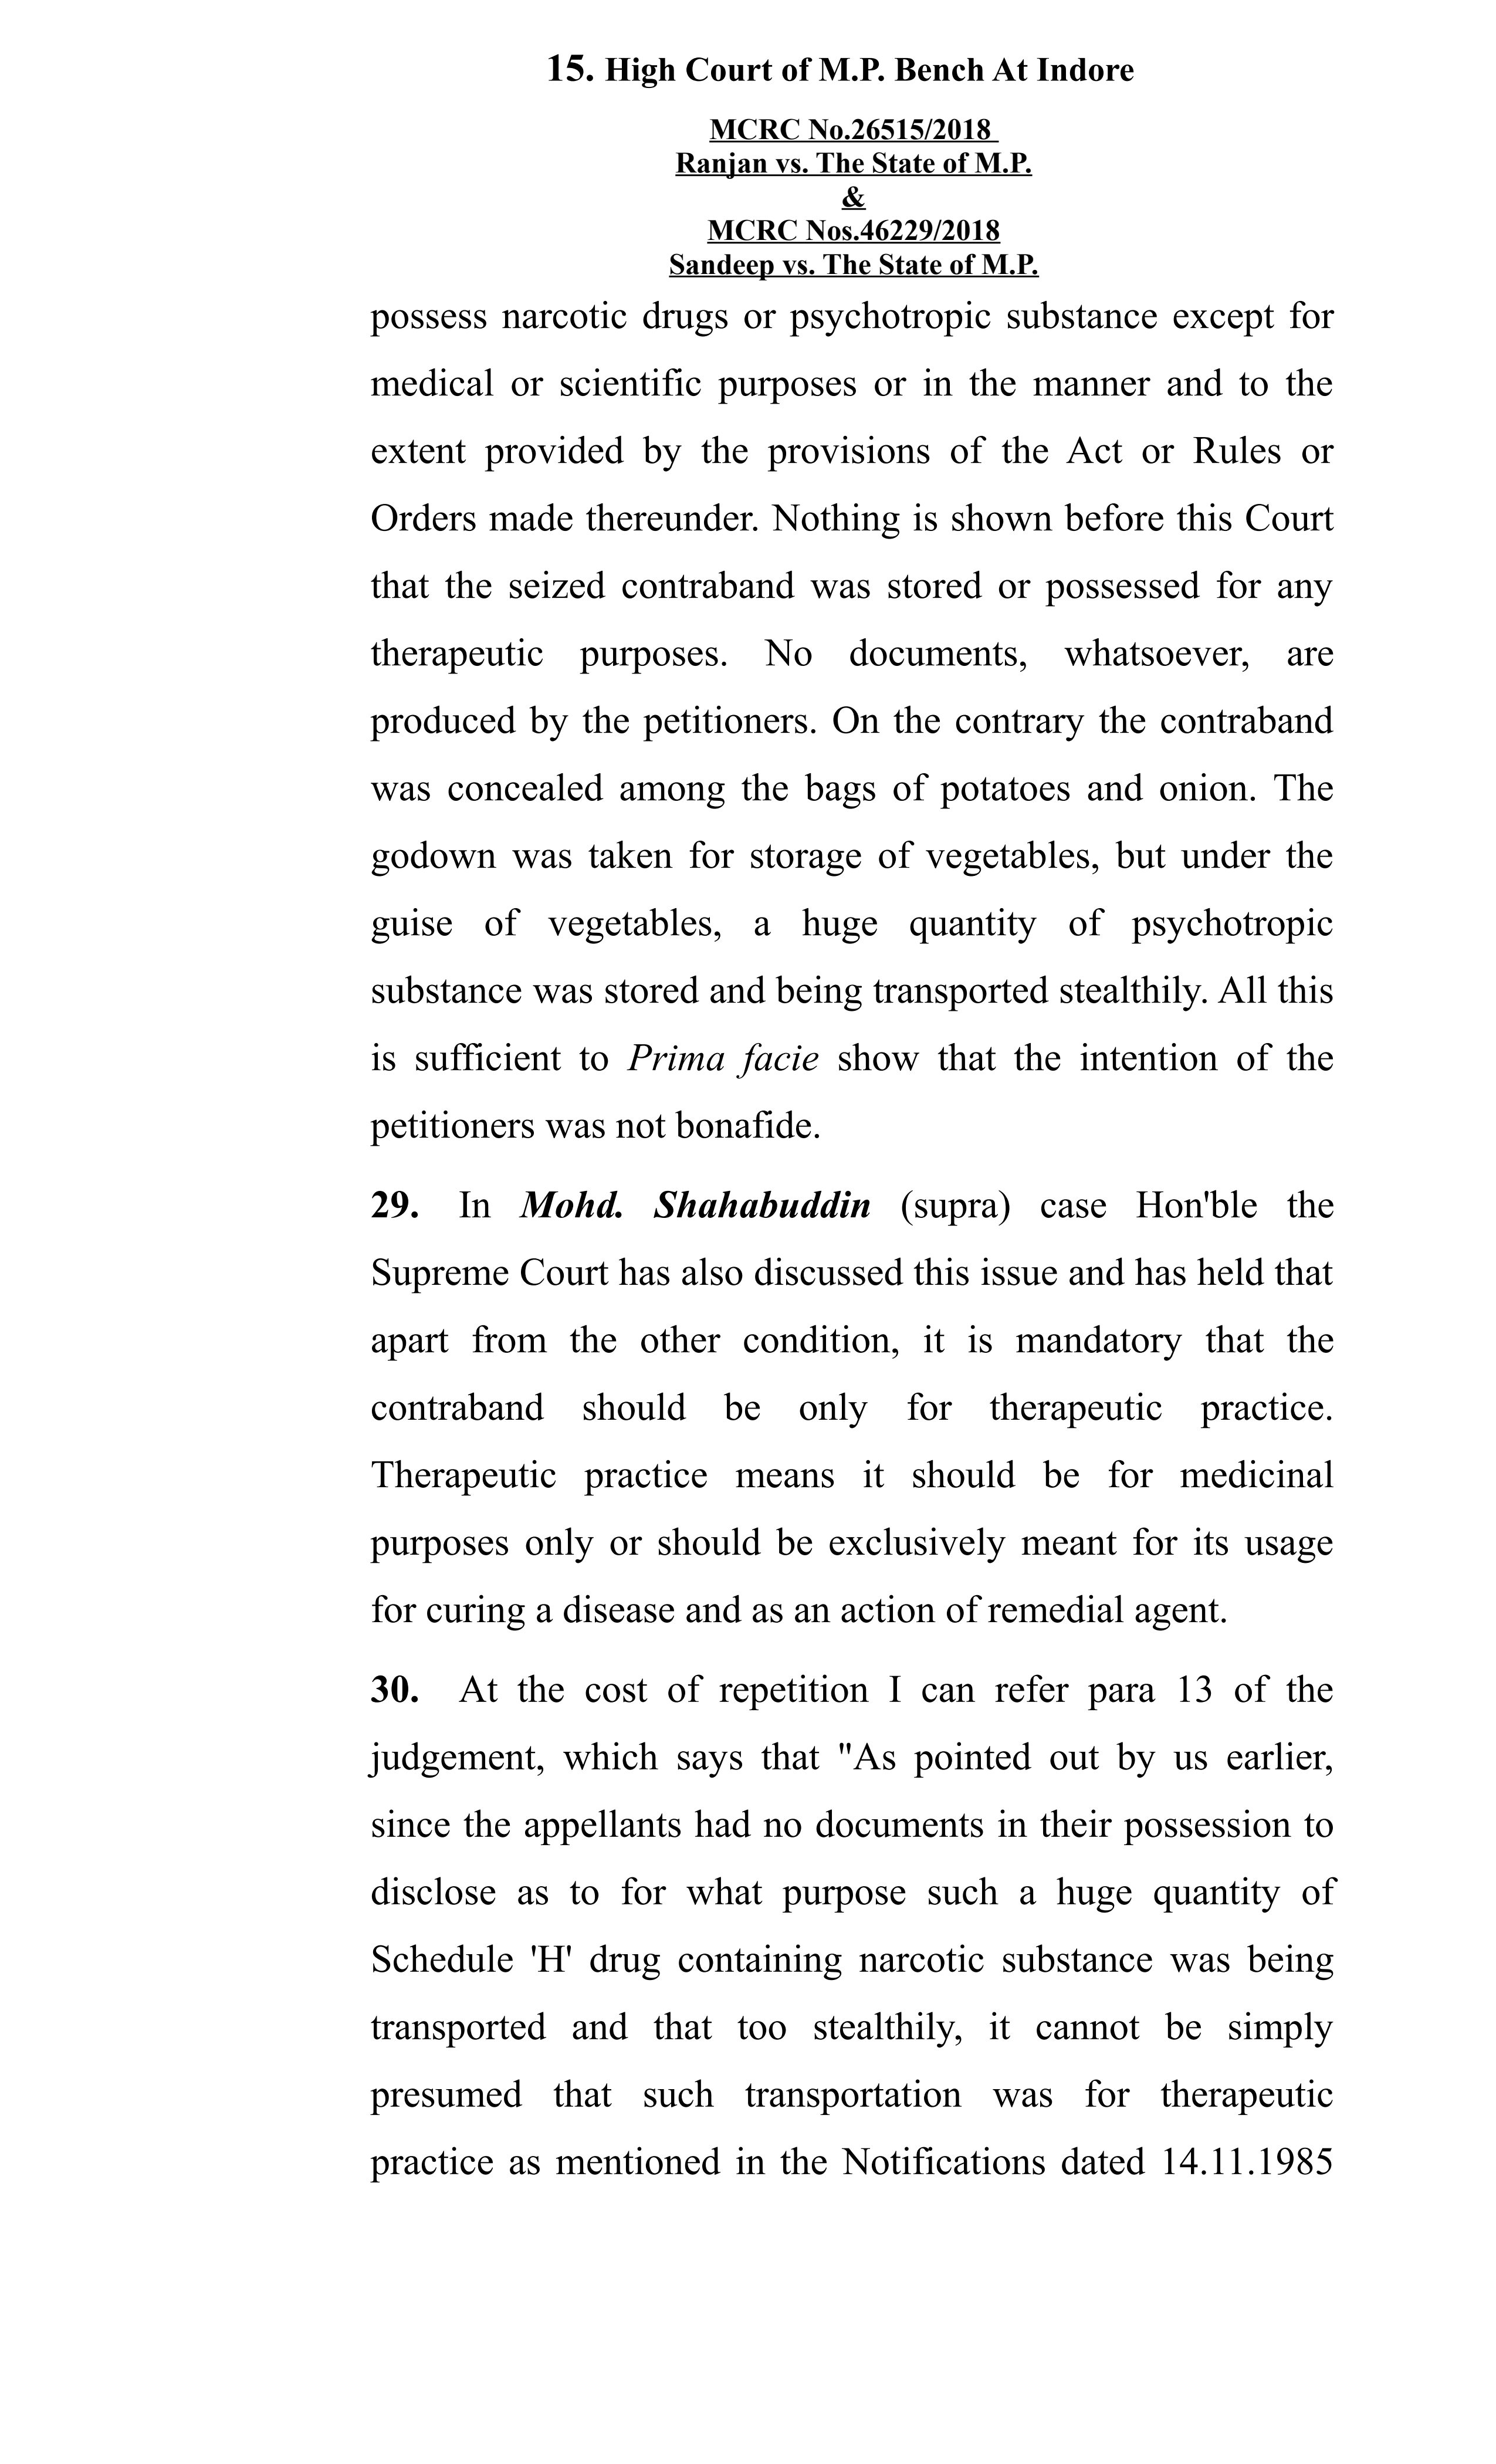 15. High Court of M.P. Bench At Indore
MCRC No.26515/2018
Ranjan vs. The State of M.P.
&
MCRC Nos.46229/2018
Sandeep vs. The State of M.P.
possess narcotic drugs or psychotropic substance except for
medical or scientific purposes or in the manner and to the
extent provided by the provisions of the Act or Rules or
Orders made thereunder. Nothing is shown before this Court
that the seized contraband was stored or possessed for any
therapeutic purposes. No documents, whatsoever, are
produced by the petitioners. On the contrary the contraband
was concealed among the bags of potatoes and onion. The
godown was taken for storage of vegetables, but under the
guise of vegetables, a huge quantity of psychotropic
substance was stored and being transported stealthily. All this
is sufficient to Prima facie show that the intention of the
petitioners was not bonafide.
29. In Mohd. Shahabuddin (supra) case Hon'ble the
Supreme Court has also discussed this issue and has held that
apart from the other condition, it is mandatory that the
contraband should be only for therapeutic practice.
Therapeutic practice means it should be for medicinal
purposes only or should be exclusively meant for its usage
for curing a disease and as an action of remedial agent.
30. At the cost of repetition I can refer para 13 of the
judgement, which says that "As pointed out by us earlier,
since the appellants had no documents in their possession to
disclose as to for what purpose such a huge quantity of
Schedule 'H' drug containing narcotic substance was being
transported and that too stealthily, it cannot be simply
presumed that such transportation was for therapeutic
practice as mentioned in the Notifications dated 14.11.1985